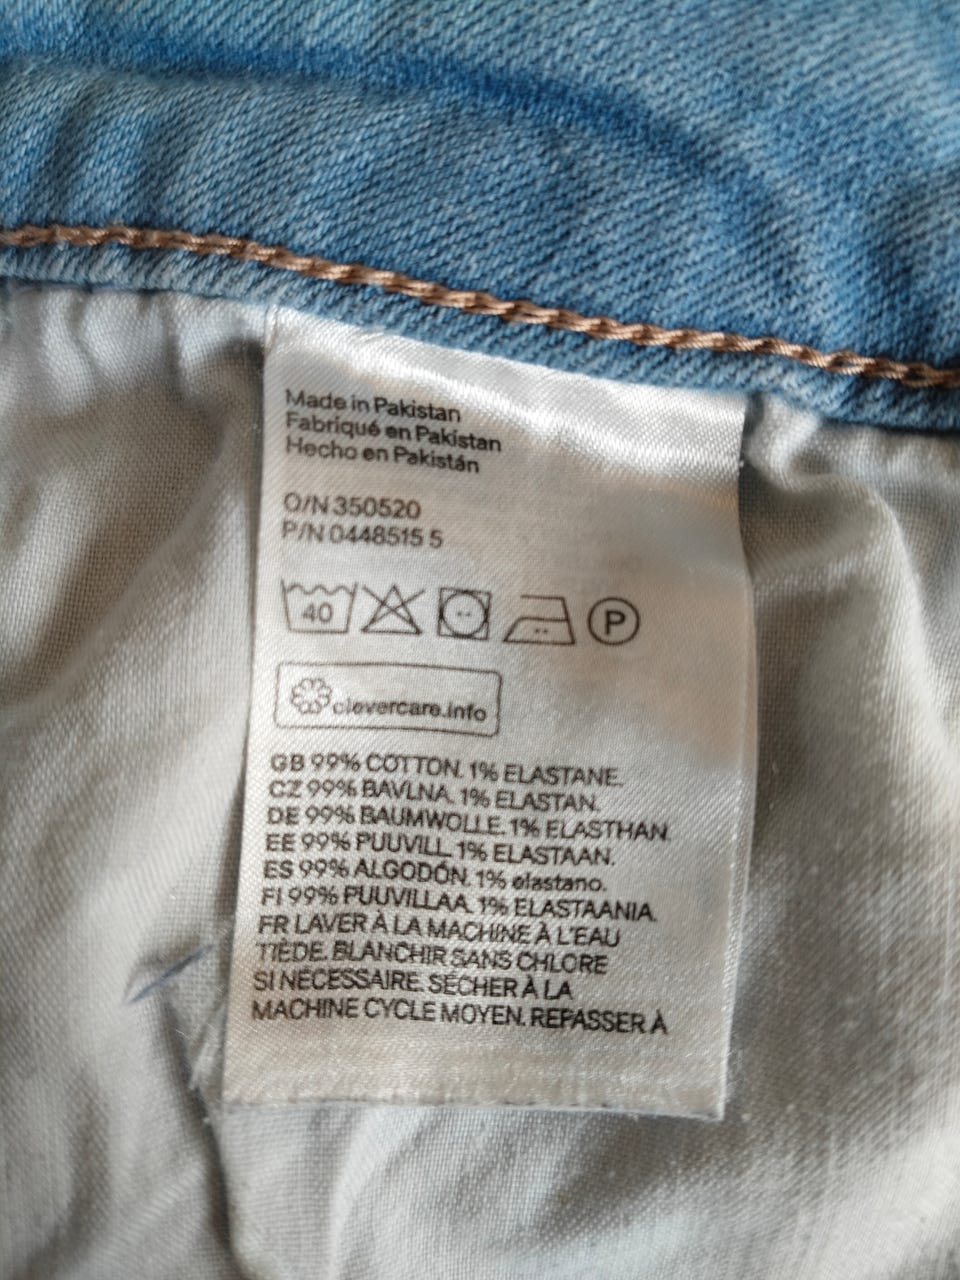 Made in Pakistan
Fabriqué en Pakistan
Hecho en Pakistán
O/N 350520
P/N 0448515 5
40 P
clevercare.info
GB 99% COTTON. 1% ELASTANE.
CZ 99% BAVLNA. 1% ELASTAN.
DE 99% BAUMWOLLE. 1% ELASTHAN.
EE 99% PUUVILL. 1% ELASTAAN.
ES 99% ALGODÓN. 1% elastano.
FI 99% PUUVILLAA. 1% ELASTAANIA.
FR LAVER À LA MACHINE À L'EAU
TIÈDE. BLANCHIR SANS CHLORE
SI NÉCESSAIRE. SÉCHER À LA
MACHINE CYCLE MOYEN. REPASSER À